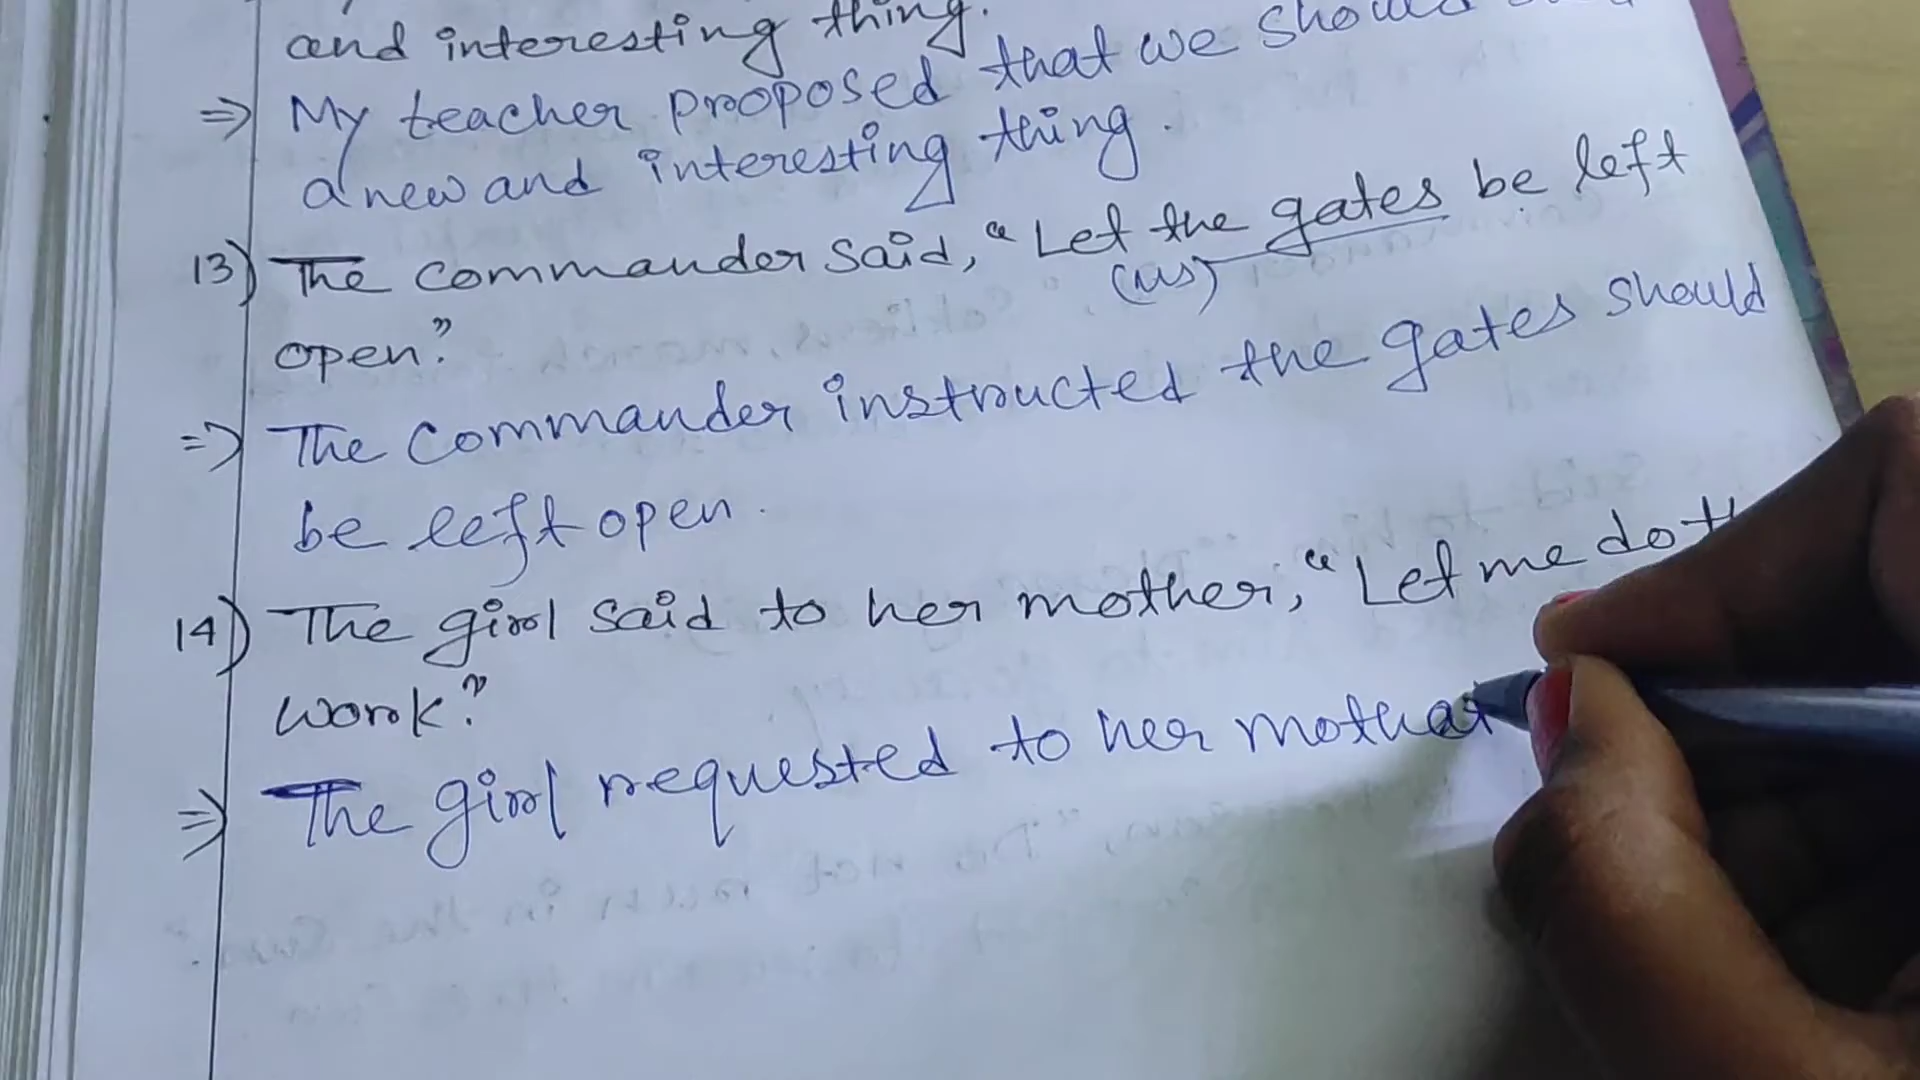 and interesting thing.
⇒ My teacher proposed that we should
a new and interesting thing.
13) The commander said, "Let the gates be left
(us)
open."
⇒ The commander instructed the gates should
be left open.
14) The girl said to her mother, "Let me do
work."
⇒ The girl requested to her mothat